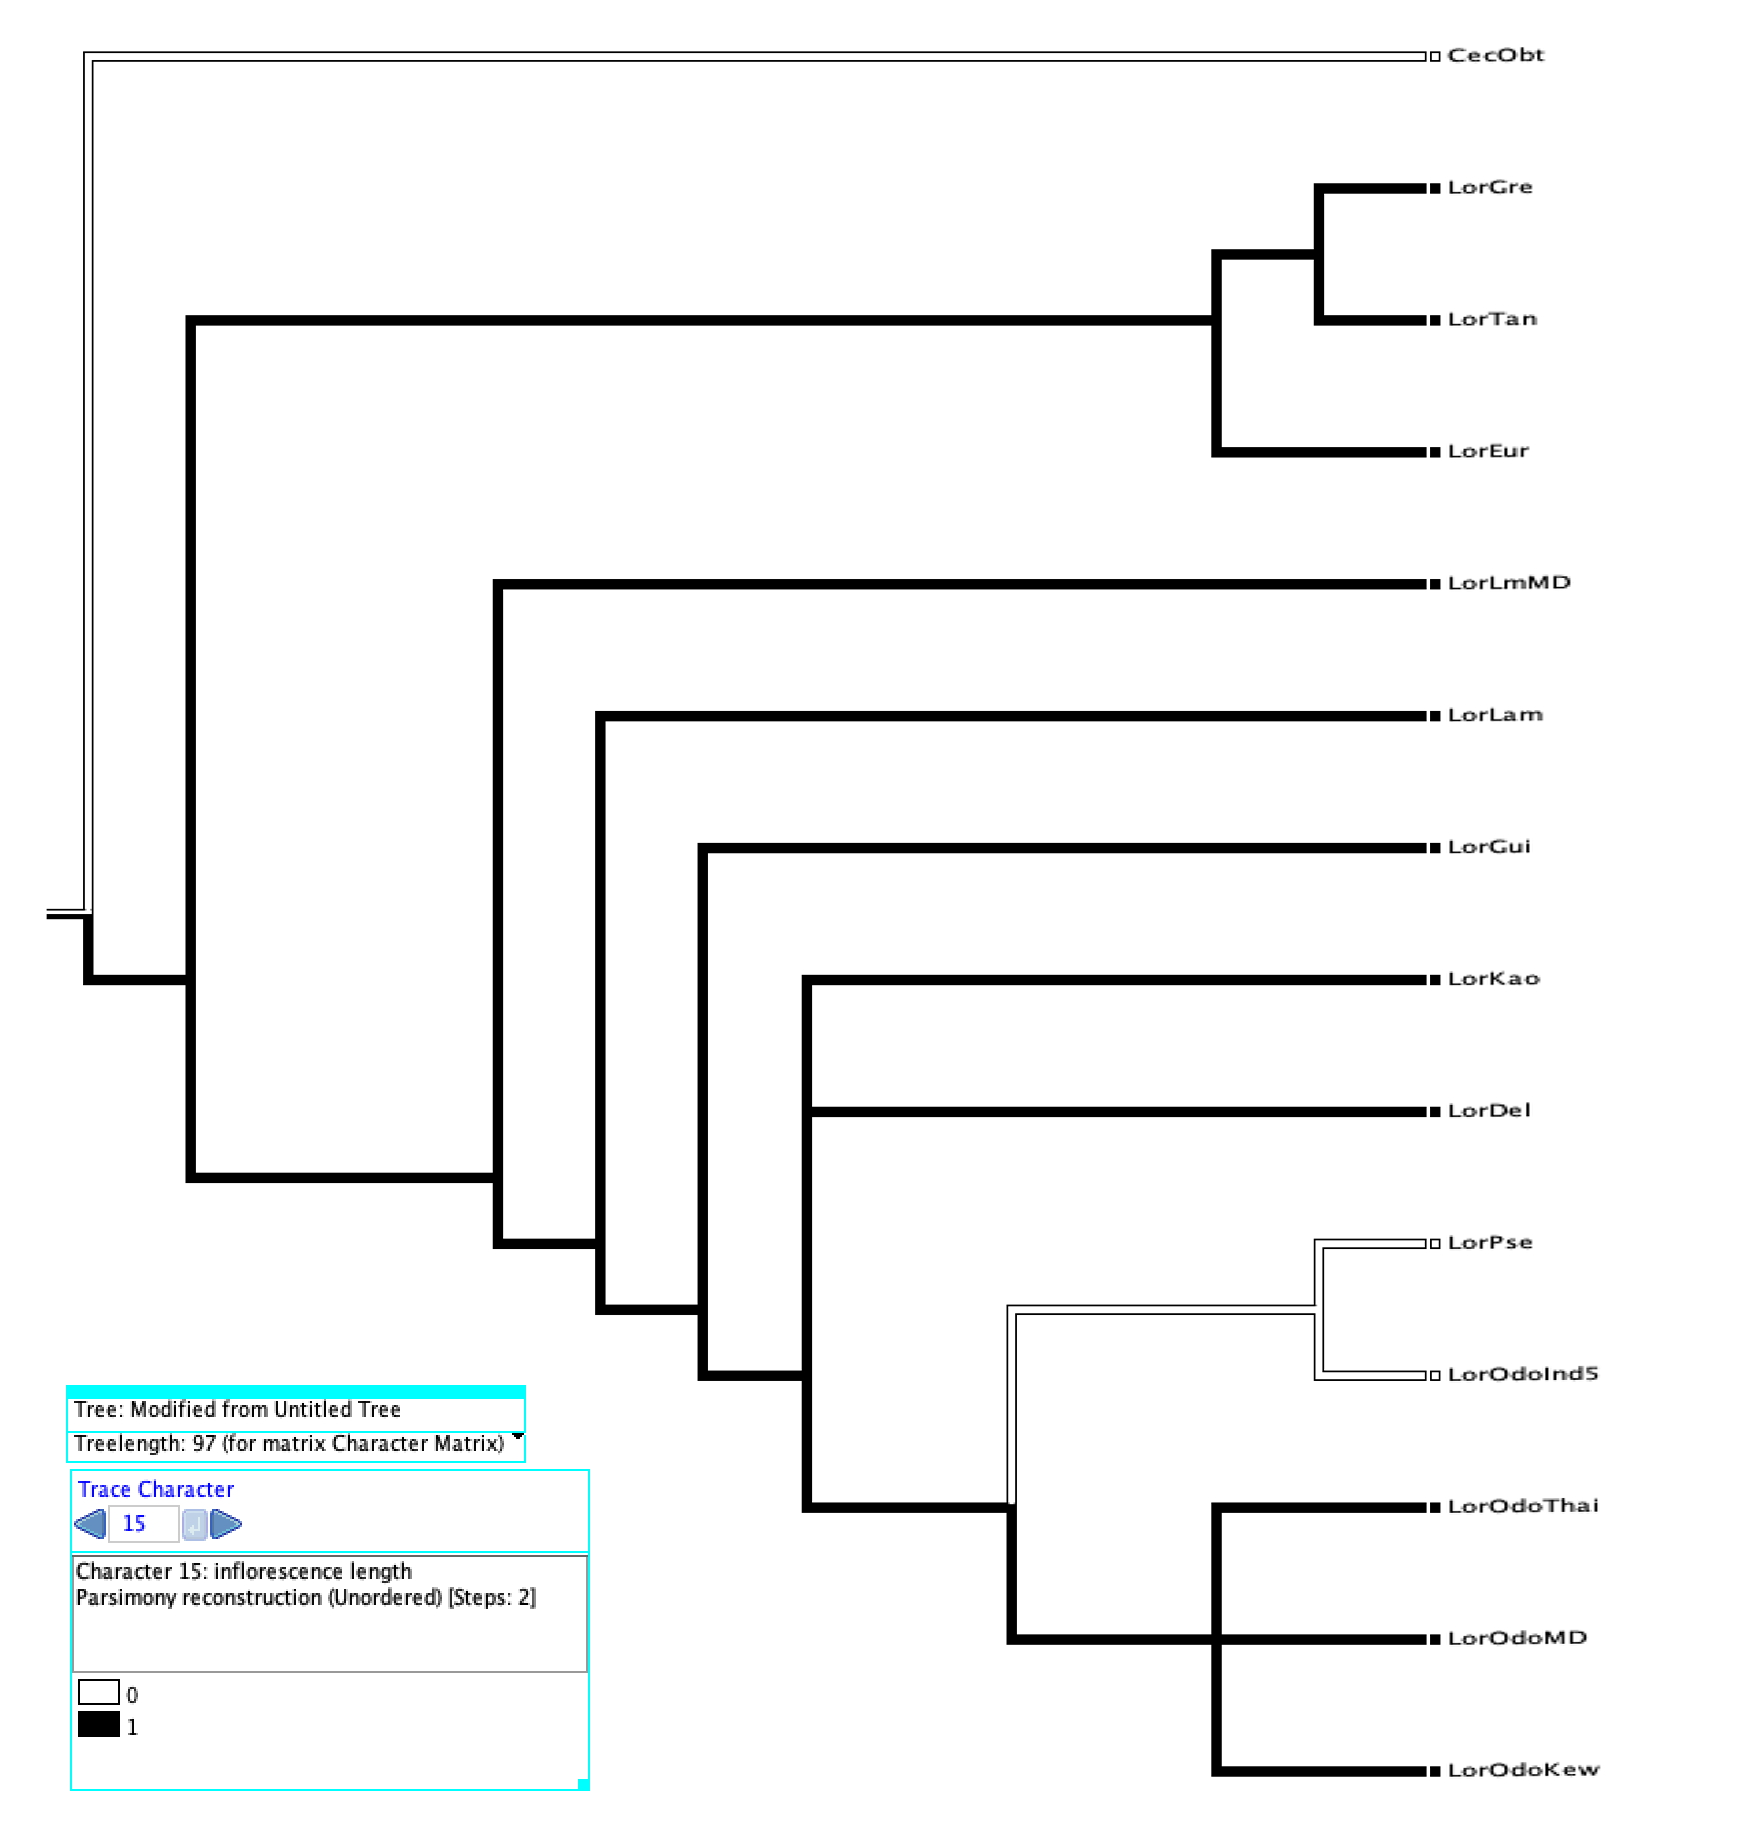 CecObt
LorGre
LorTan
LorEur
LorLmMD
LorLam
LorGui
LorKao
LorDel
LorPse
LorOdoIndS
LorOdoThai
LorOdoMD
LorOdoKew
Tree: Modified from Untitled Tree
Treelength: 97 (for matrix Character Matrix)
Trace Character
15
Character 15: inflorescence length
Parsimony reconstruction (Unordered) [Steps: 2]
0
1